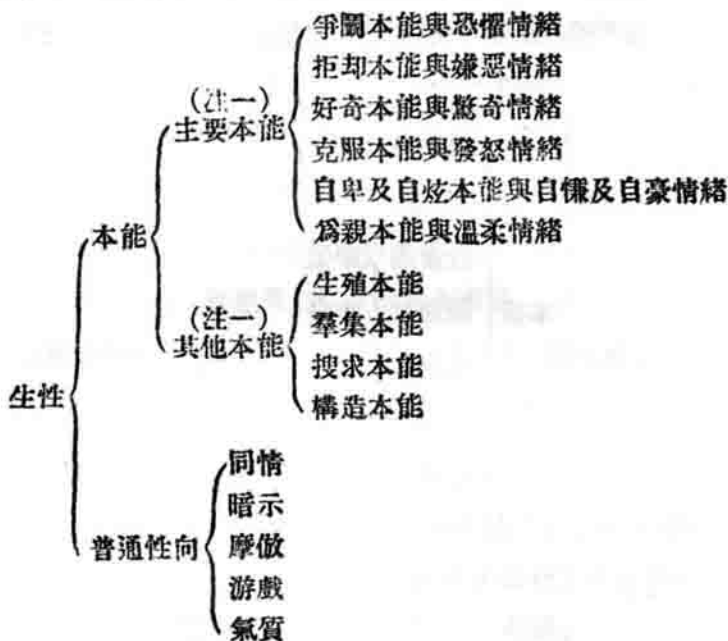 爭鬭本能與恐懼情緒
拒却本能與嫌惡情緒
(注一)
好奇本能與驚奇情緒
主要本能
克服本能與發怒情緒
自卑及自炫本能與自慊及自豪情緒
本能
爲親本能與溫柔情緒
生殖本能
(注一)
羣集本能
其他本能
搜求本能
生性
構造本能
同情
暗示
普通性向
摩倣
游戲
氣質